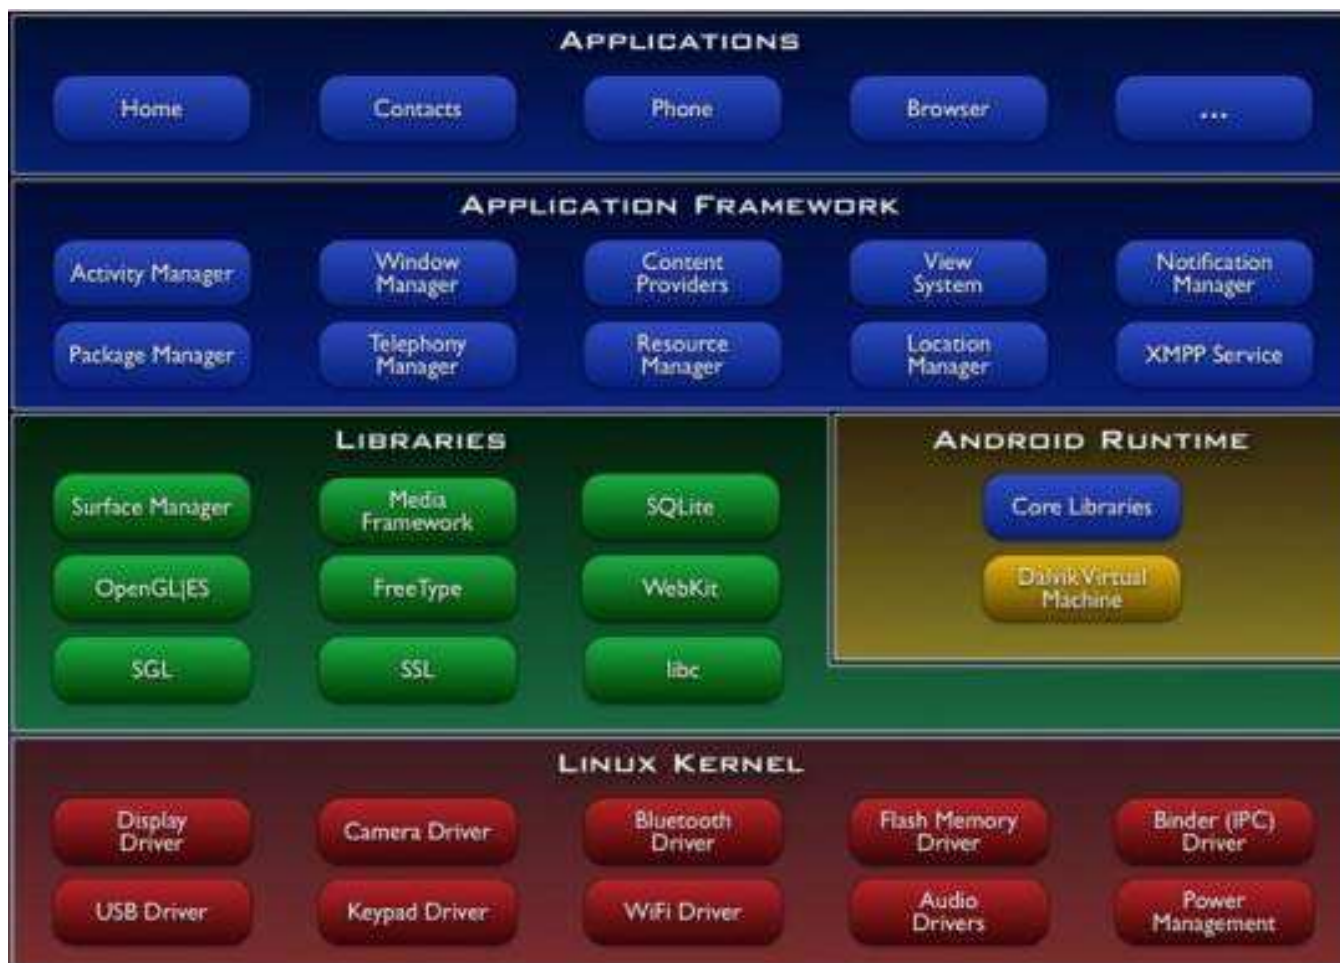 APPLICATIONS
Home
Contacts
Phone
Browser
...
APPLICATION FRAMEWORK
Activity Manager
Window
Manager
Content
Providers
View
System
Notification
Manager
Package Manager
Telephony
Manager
Resource
Manager
Location
Manager
XMPP Service
LIBRARIES
Surface Manager
Media
Framework
SQLite
OpenGL|ES
FreeType
WebKit
SGL
SSL
libc
ANDROID RUNTIME
Core Libraries
Dalvik Virtual
Machine
LINUX KERNEL
Display
Driver
Camera Driver
Bluetooth
Driver
Flash Memory
Driver
Binder (IPC)
Driver
USB Driver
Keypad Driver
WiFi Driver
Audio
Drivers
Power
Management